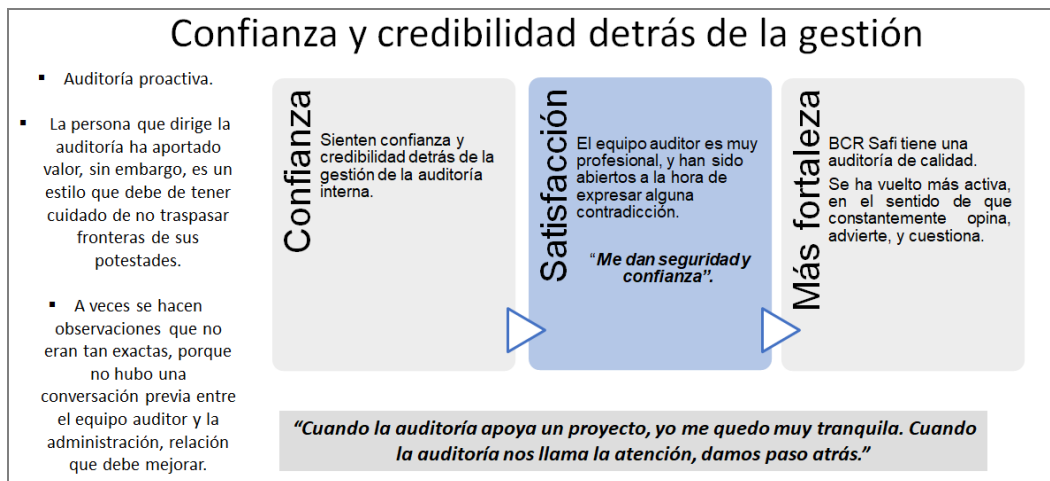 Confianza y credibilidad detrás de la gestión
▪ Auditoría proactiva.
▪ La persona que dirige la
auditoría ha aportado
valor, sin embargo, es un
estilo que debe de tener
cuidado de no traspasar
fronteras de sus
potestades.
▪ A veces se hacen
observaciones que no
eran tan exactas, porque
no hubo una
conversación previa entre
el equipo auditor y la
administración, relación
que debe mejorar.
Confianza
Sienten confianza y
credibilidad detrás de la
gestión de la auditoría
interna.
Satisfacción
El equipo auditor es muy
profesional, y han sido
abiertos a la hora de
expresar alguna
contradicción.
“Me dan seguridad y
confianza”.
Más fortaleza
BCR Safi tiene una
auditoría de calidad.
Se ha vuelto más activa,
en el sentido de que
constantemente opina,
advierte, y cuestiona.
“Cuando la auditoría apoya un proyecto, yo me quedo muy tranquila. Cuando
la auditoría nos llama la atención, damos paso atrás.”